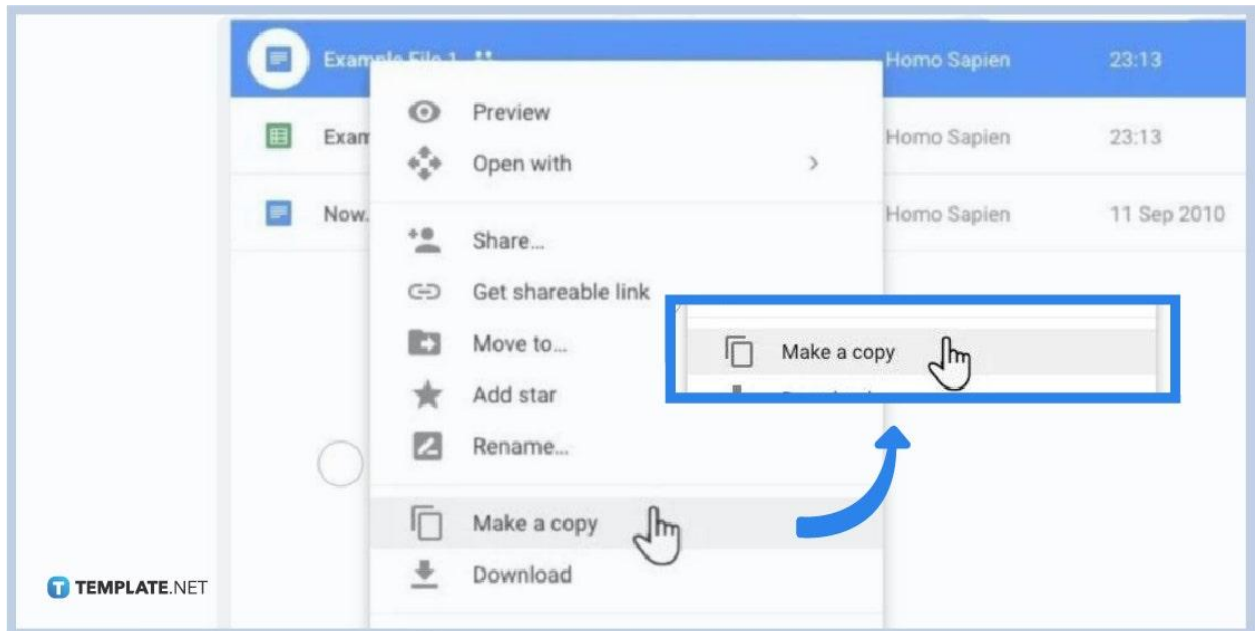 Example File 1 Homo Sapien 23:13
Preview
Exam Homo Sapien 23:13
Open with
Now. Homo Sapien 11 Sep 2010
Share...
Get shareable link
Move to...
Make a copy
Add star
Rename...
Make a copy
Download
TEMPLATE.NET